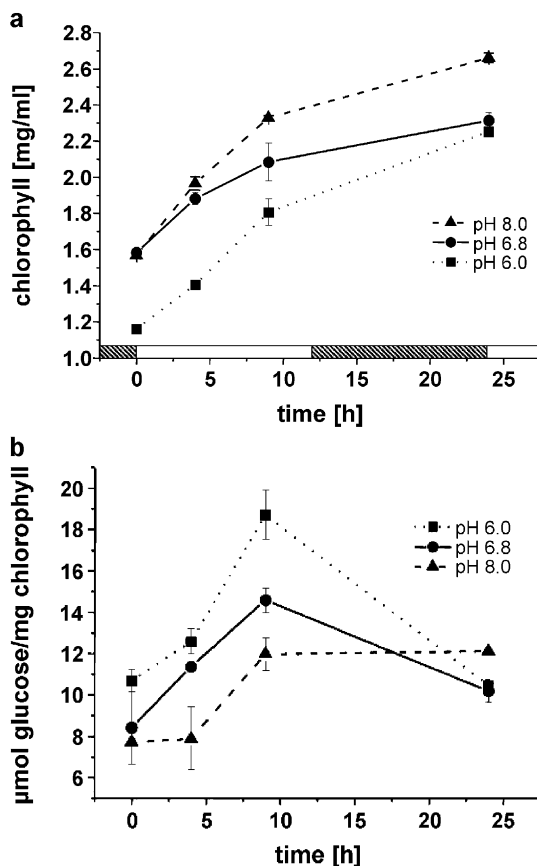 a
chlorophyll [mg/ml]
2.8
2.6
2.4
2.2
2.0
1.8
1.6
1.4
1.2
1.0
pH 8.0
pH 6.8
pH 6.0
0 5 10 15 20 25
time [h]
b
μmol glucose/mg chlorophyll
20
18
16
14
12
10
8
6
pH 6.0
pH 6.8
pH 8.0
0 5 10 15 20 25
time [h]